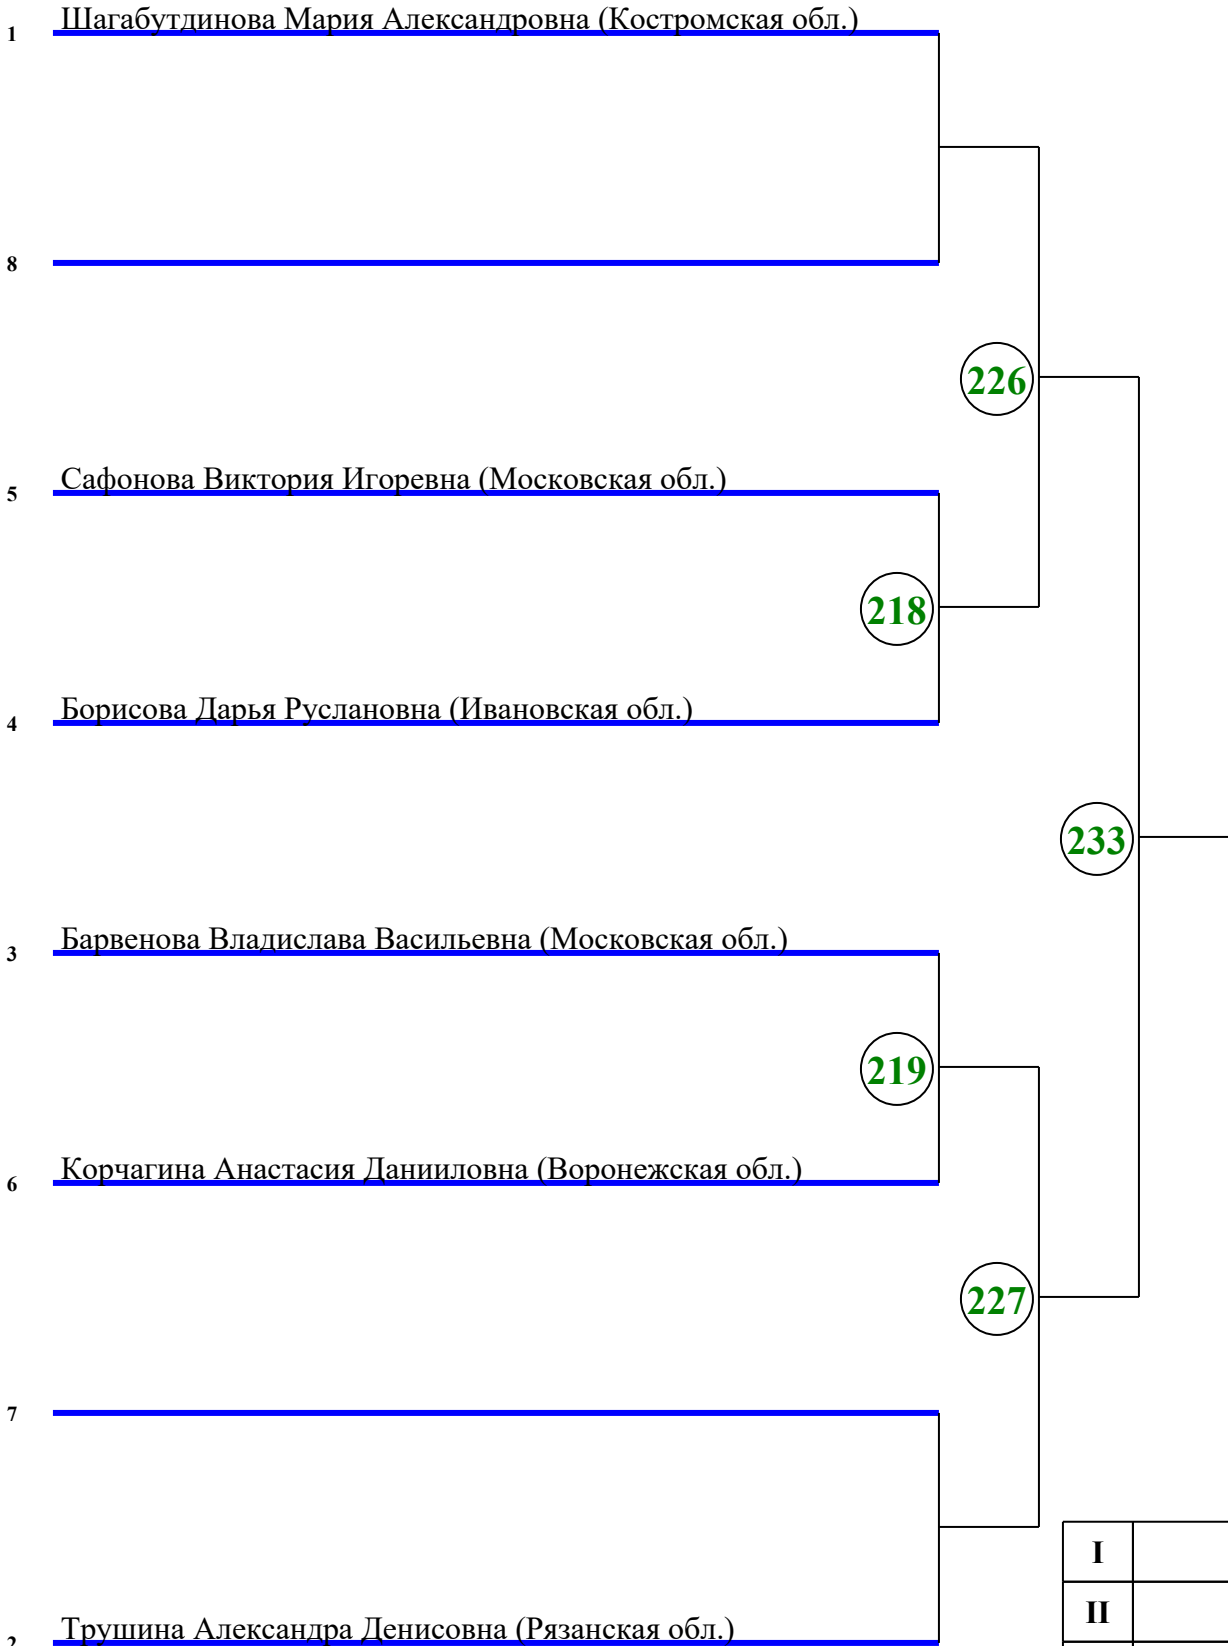 1 Шагабутдинова Мария Александровна (Костромская обл.)
8
226
5 Сафонова Виктория Игоревна (Московская обл.)
218
4 Борисова Дарья Руслановна (Ивановская обл.)
233
3 Барвенова Владислава Васильевна (Московская обл.)
219
6 Корчагина Анастасия Данииловна (Воронежская обл.)
227
7
I
II
2 Трушина Александра Денисовна (Рязанская обл.)